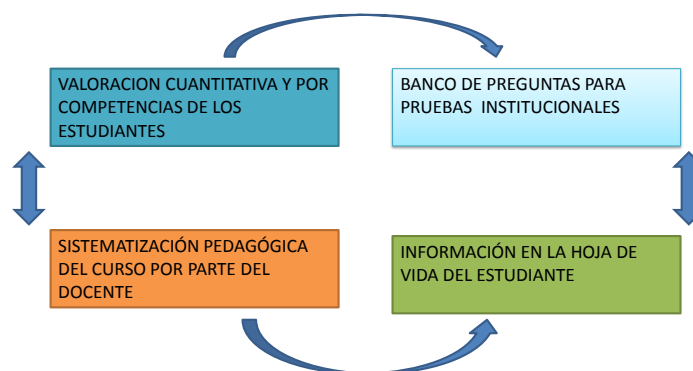 VALORACION CUANTITATIVA Y POR
COMPETENCIAS DE LOS
ESTUDIANTES
BANCO DE PREGUNTAS PARA
PRUEBAS INSTITUCIONALES
SISTEMATIZACIÓN PEDAGÓGICA
DEL CURSO POR PARTE DEL
DOCENTE
INFORMACIÓN EN LA HOJA DE
VIDA DEL ESTUDIANTE